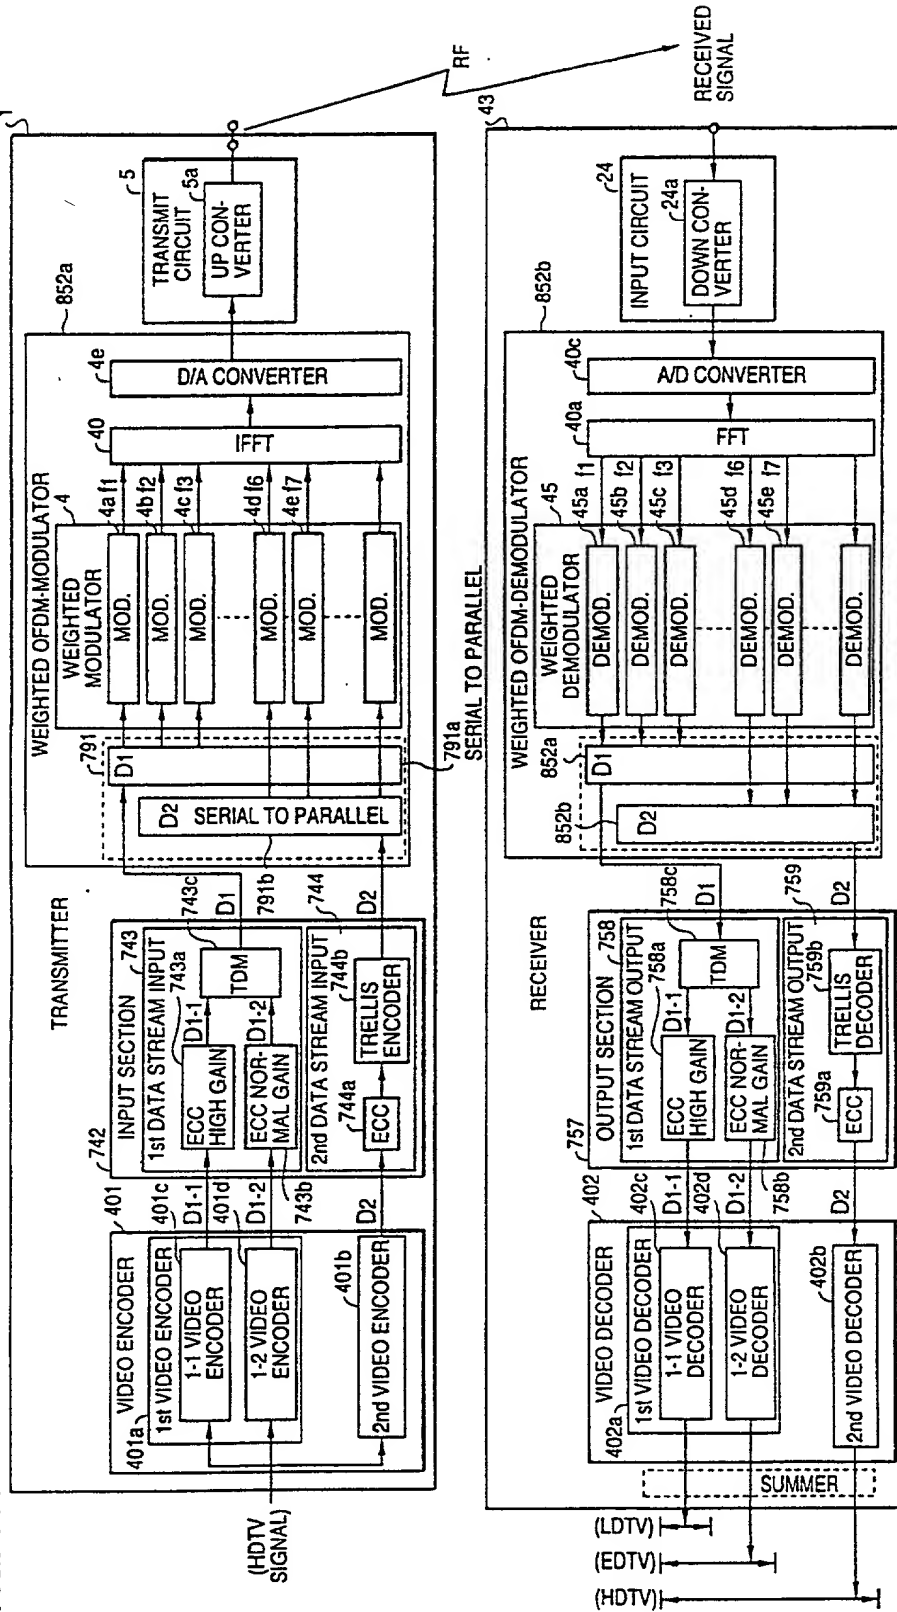 1
TRANSMITTER
(HDTV
SIGNAL)
401
VIDEO ENCODER
401a
1st VIDEO ENCODER
401c
1-1 VIDEO
ENCODER
401d
1-2 VIDEO
ENCODER
401b
2nd VIDEO ENCODER
D1-1
D1-2
D2
742
INPUT SECTION
743
1st DATA STREAM INPUT
743a
ECC
HIGH GAIN
743b
ECC NOR-
MAL GAIN
D1-1
D1-2
743c
TDM
744
2nd DATA STREAM INPUT
744a
ECC
744b
TRELLIS
ENCODER
D1
D2
WEIGHTED OFDM-MODULATOR
852a
791
D1
791a
SERIAL TO PARALLEL
791b
D2 SERIAL TO PARALLEL
4
WEIGHTED
MODULATOR
MOD.
MOD.
MOD.
MOD.
MOD.
MOD.
4a f1
4b f2
4c f3
4d f6
4e f7
40
IFFT
4e
D/A CONVERTER
5
TRANSMIT
CIRCUIT
5a
UP CON-
VERTER
RF
RECEIVED
SIGNAL
43
RECEIVER
24
INPUT CIRCUIT
24a
DOWN CON-
VERTER
852b
WEIGHTED OFDM-DEMODULATOR
40c
A/D CONVERTER
40a
FFT
45a f1
45b f2
45c f3
45d f6
45e f7
45
WEIGHTED
DEMODULATOR
DEMOD.
DEMOD.
DEMOD.
DEMOD.
DEMOD.
DEMOD.
852a
D1
852b
D2
D1
D2
757
OUTPUT SECTION
758
1st DATA STREAM OUTPUT
758a
ECC
HIGH GAIN
758b
ECC NOR-
MAL GAIN
D1-1
D1-2
758c
TDM
759
2nd DATA STREAM OUTPUT
759a
ECC
759b
TRELLIS
DECODER
D1-1
D1-2
D2
402
VIDEO DECODER
402a
1st VIDEO DECODER
402c
1-1 VIDEO
DECODER
402d
1-2 VIDEO
DECODER
402b
2nd VIDEO DECODER
SUMMER
(LDTV)
(EDTV)
(HDTV)